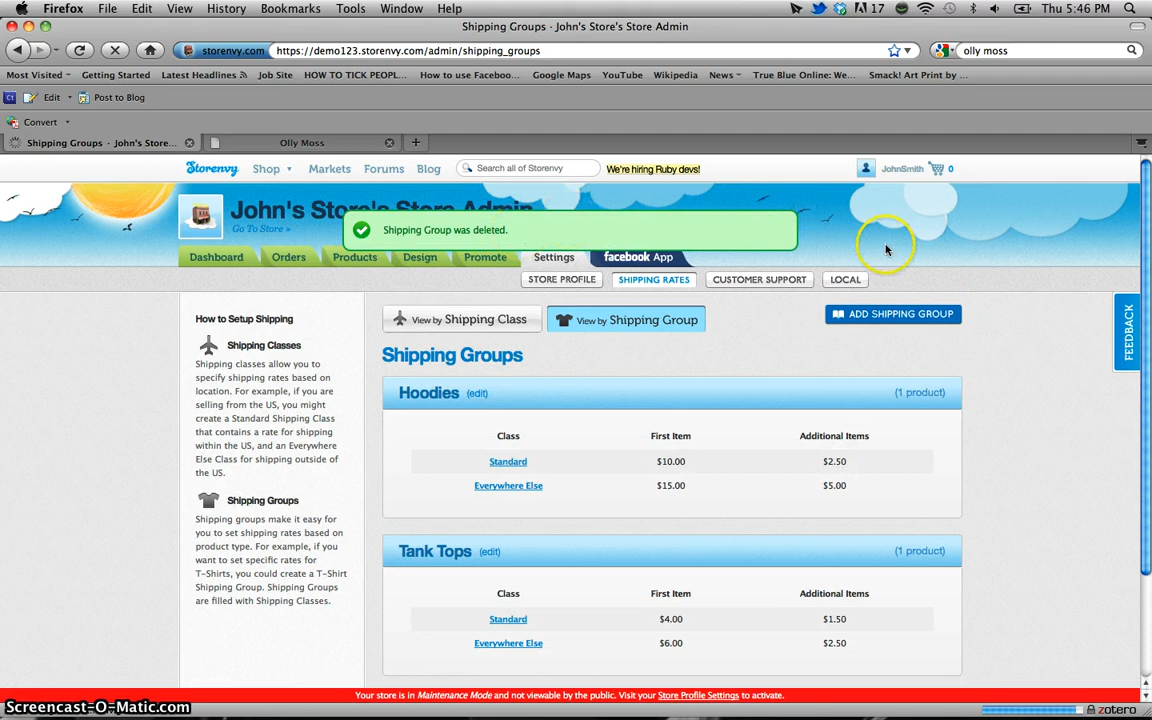 Firefox File Edit View History Bookmarks Tools Window Help 17 Thu 5:46 PM
Shipping Groups - John's Store's Store Admin
storenvy.com https://demo123.storenvy.com/admin/shipping_groups olly moss
Most Visited Getting Started Latest Headlines Job Site HOW TO TICK PEOPL... How to use Faceboo... Google Maps YouTube Wikipedia News True Blue Online: We... Smack! Art Print by ...
Ct Edit Post to Blog
Convert
Shipping Groups - John's Store... Olly Moss
Storenvy Shop Markets Forums Blog Search all of Storenvy We're hiring Ruby devs! JohnSmith 0
John's Store's Store Admin
Go To Store »
Shipping Group was deleted.
Dashboard Orders Products Design Promote Settings facebook App
STORE PROFILE SHIPPING RATES CUSTOMER SUPPORT LOCAL
How to Setup Shipping
Shipping Classes
Shipping classes allow you to
specify shipping rates based on
location. For example, if you are
selling from the US, you might
create a Standard Shipping Class
that contains a rate for shipping
within the US, and an Everywhere
Else Class for shipping outside of
the US.
Shipping Groups
Shipping groups make it easy for
you to set shipping rates based on
product type. For example, if you
want to set specific rates for
T-Shirts, you could create a T-Shirt
Shipping Group. Shipping Groups
are filled with Shipping Classes.
View by Shipping Class View by Shipping Group ADD SHIPPING GROUP
Shipping Groups
Hoodies (edit) (1 product)
Class First Item Additional Items
Standard $10.00 $2.50
Everywhere Else $15.00 $5.00
Tank Tops (edit) (1 product)
Class First Item Additional Items
Standard $4.00 $1.50
Everywhere Else $6.00 $2.50
FEEDBACK
Your store is in Maintenance Mode and not viewable by the public. Visit your Store Profile Settings to activate.
Screencast-O-Matic.com zotero